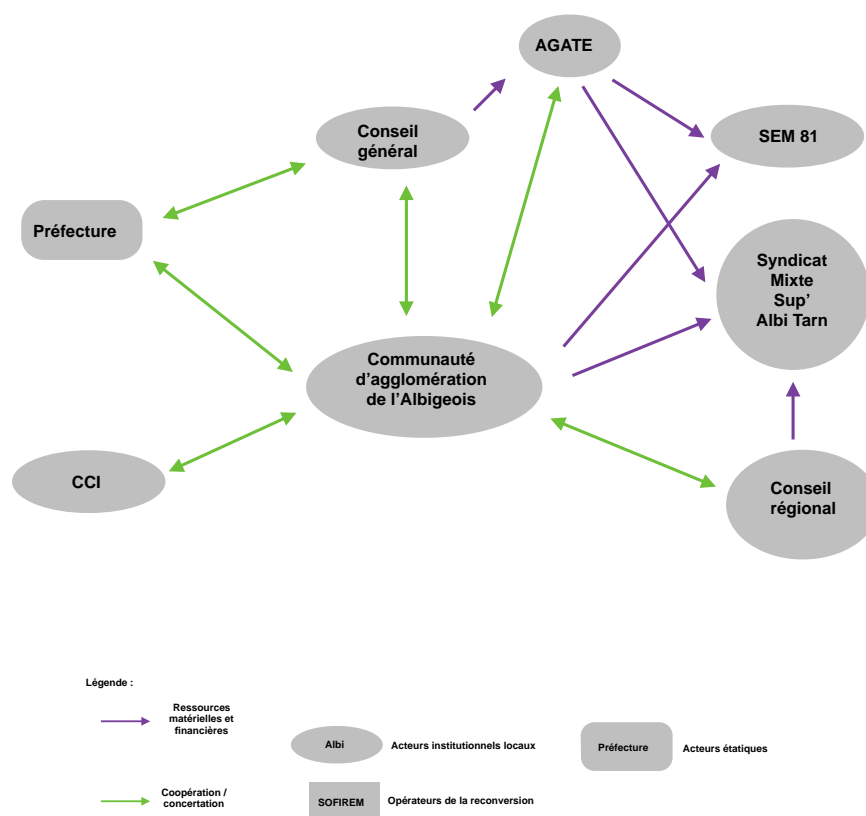 AGATE
Conseil
général
SEM 81
Préfecture
Syndicat
Mixte
Sup’
Albi Tarn
Communauté
d’agglomération
de l’Albigeois
CCI
Conseil
régional
Légende :
Ressources
matérielles et
financières
Albi
Acteurs institutionnels locaux
Préfecture
Acteurs étatiques
Coopération /
concertation
SOFIREM
Opérateurs de la reconversion